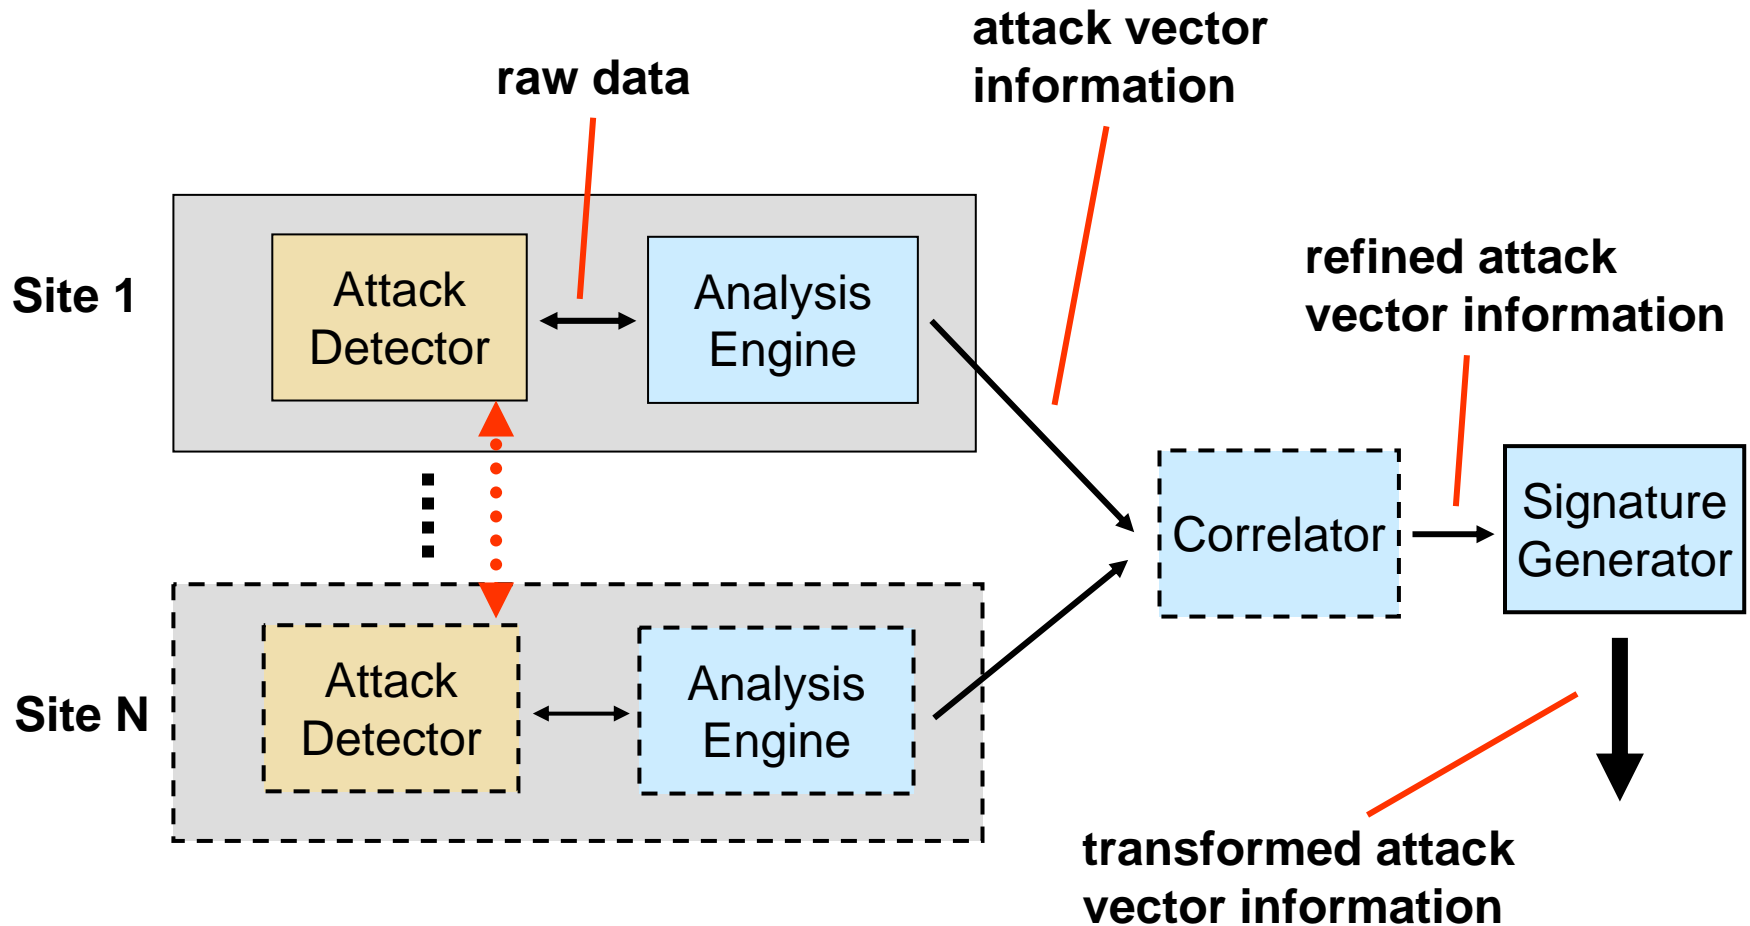 attack vector
information
raw data
refined attack
vector information
Site 1
Attack
Detector
Analysis
Engine
Correlator
Signature
Generator
Site N
Attack
Detector
Analysis
Engine
transformed attack
vector information